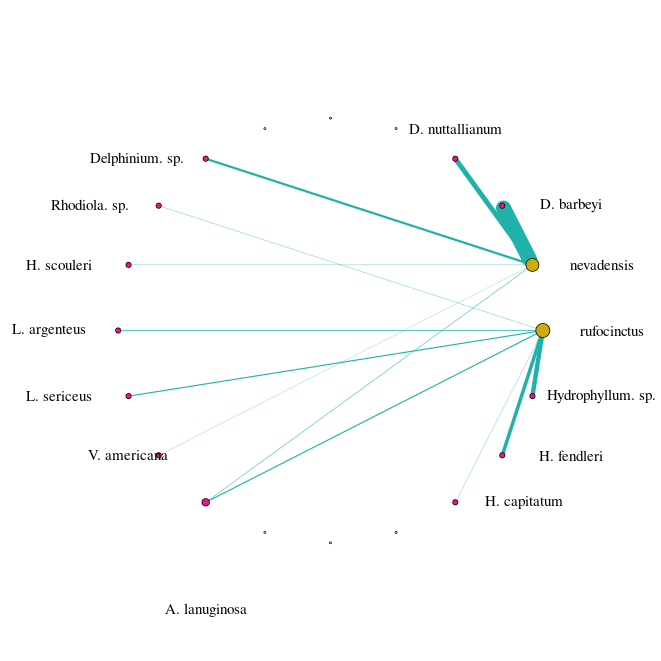 D. nuttallianum
Delphinium. sp.
D. barbeyi
Rhodiola. sp.
H. scouleri
nevadensis
L. argenteus
rufocinctus
L. sericeus
Hydrophyllum. sp.
V. americana
H. fendleri
H. capitatum
A. lanuginosa